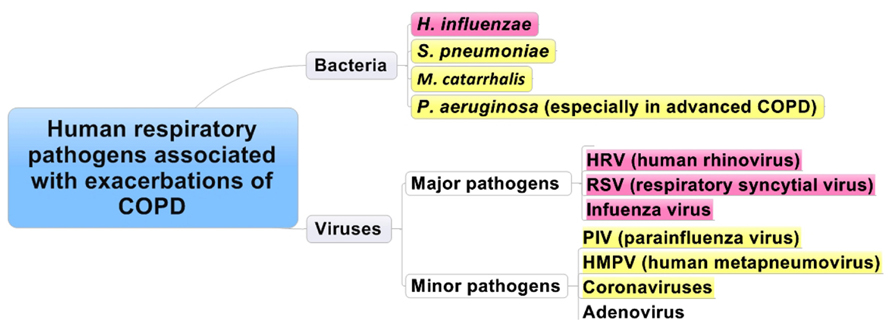 Human respiratory
pathogens associated
with exacerbations of
COPD
Bacteria
H. influenzae
S. pneumoniae
M. catarrhalis
P. aeruginosa (especially in advanced COPD)
Viruses
Major pathogens
HRV (human rhinovirus)
RSV (respiratory syncytial virus)
Infuenza virus
Minor pathogens
PIV (parainfluenza virus)
HMPV (human metapneumovirus)
Coronaviruses
Adenovirus